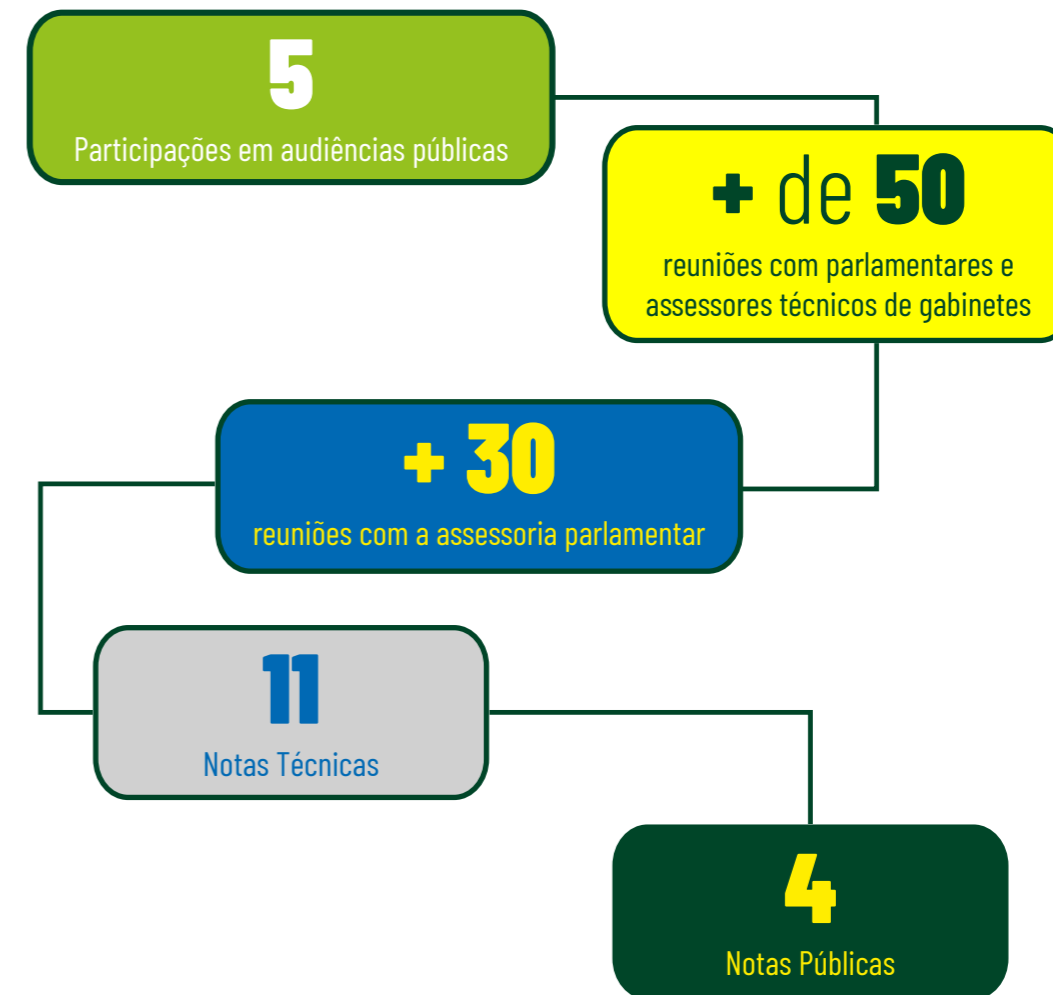 5
Participações em audiências públicas
+ de 50
reuniões com parlamentares e
assessores técnicos de gabinetes
+ 30
reuniões com a assessoria parlamentar
11
Notas Técnicas
4
Notas Públicas